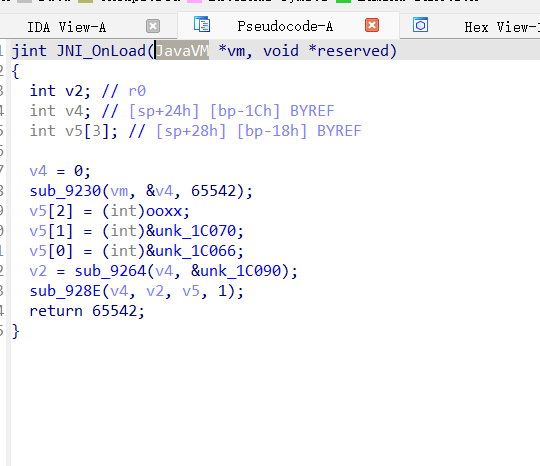 IDA View-A Pseudocode-A Hex View-1
jint JNI_OnLoad(JavaVM *vm, void *reserved)
{
int v2; // r0
int v4; // [sp+24h] [bp-1Ch] BYREF
int v5[3]; // [sp+28h] [bp-18h] BYREF
v4 = 0;
sub_9230(vm, &v4, 65542);
v5[2] = (int)ooxx;
v5[1] = (int)&unk_1C070;
v5[0] = (int)&unk_1C066;
v2 = sub_9264(v4, &unk_1C090);
sub_928E(v4, v2, v5, 1);
return 65542;
}